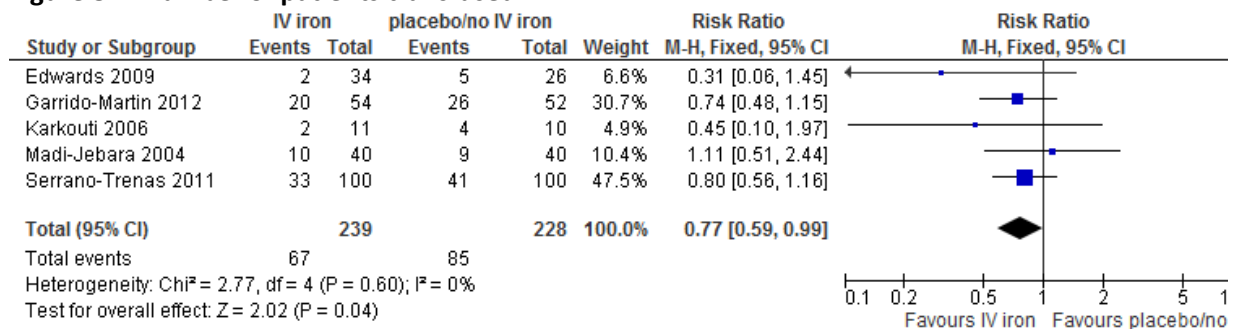 IV iron placebo/no IV iron Risk Ratio Risk Ratio
Study or Subgroup Events Total Events Total Weight M-H, Fixed, 95% CI M-H, Fixed, 95% CI
Edwards 2009 2 34 5 26 6.6% 0.31 [0.06, 1.45]
Garrido-Martin 2012 20 54 26 52 30.7% 0.74 [0.48, 1.15]
Karkouti 2006 2 11 4 10 4.9% 0.45 [0.10, 1.97]
Madi-Jebara 2004 10 40 9 40 10.4% 1.11 [0.51, 2.44]
Serrano-Trenas 2011 33 100 41 100 47.5% 0.80 [0.56, 1.16]
Total (95% CI) 239 228 100.0% 0.77 [0.59, 0.99]
Total events 67 85
Heterogeneity: Chi² = 2.77, df = 4 (P = 0.60); I² = 0%
Test for overall effect: Z = 2.02 (P = 0.04)
0.1 0.2 0.5 1 2 5 1
Favours IV iron Favours placebo/no